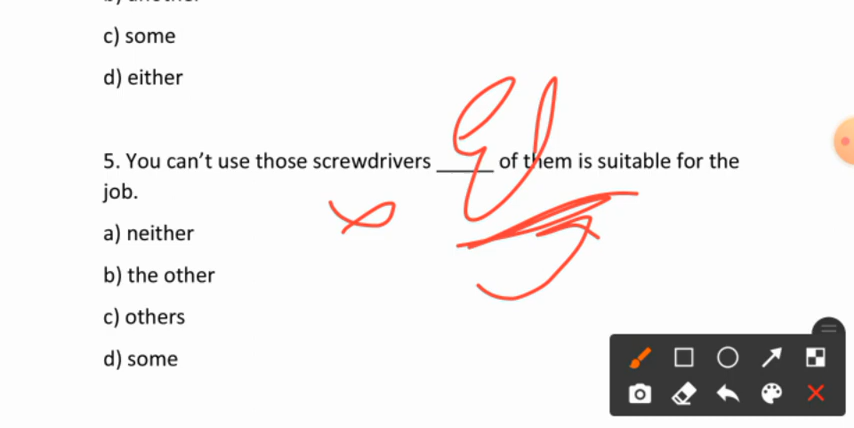 c) some
d) either
5. You can't use those screwdrivers _____ of them is suitable for the
job.
a) neither
b) the other
c) others
d) some